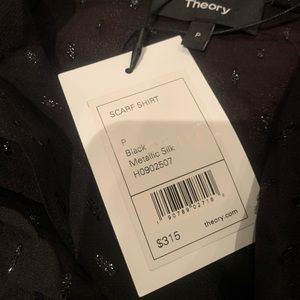 Theory
P
SCARF SHIRT
P
Black
Metallic Silk
H0902507
theory.com
$315